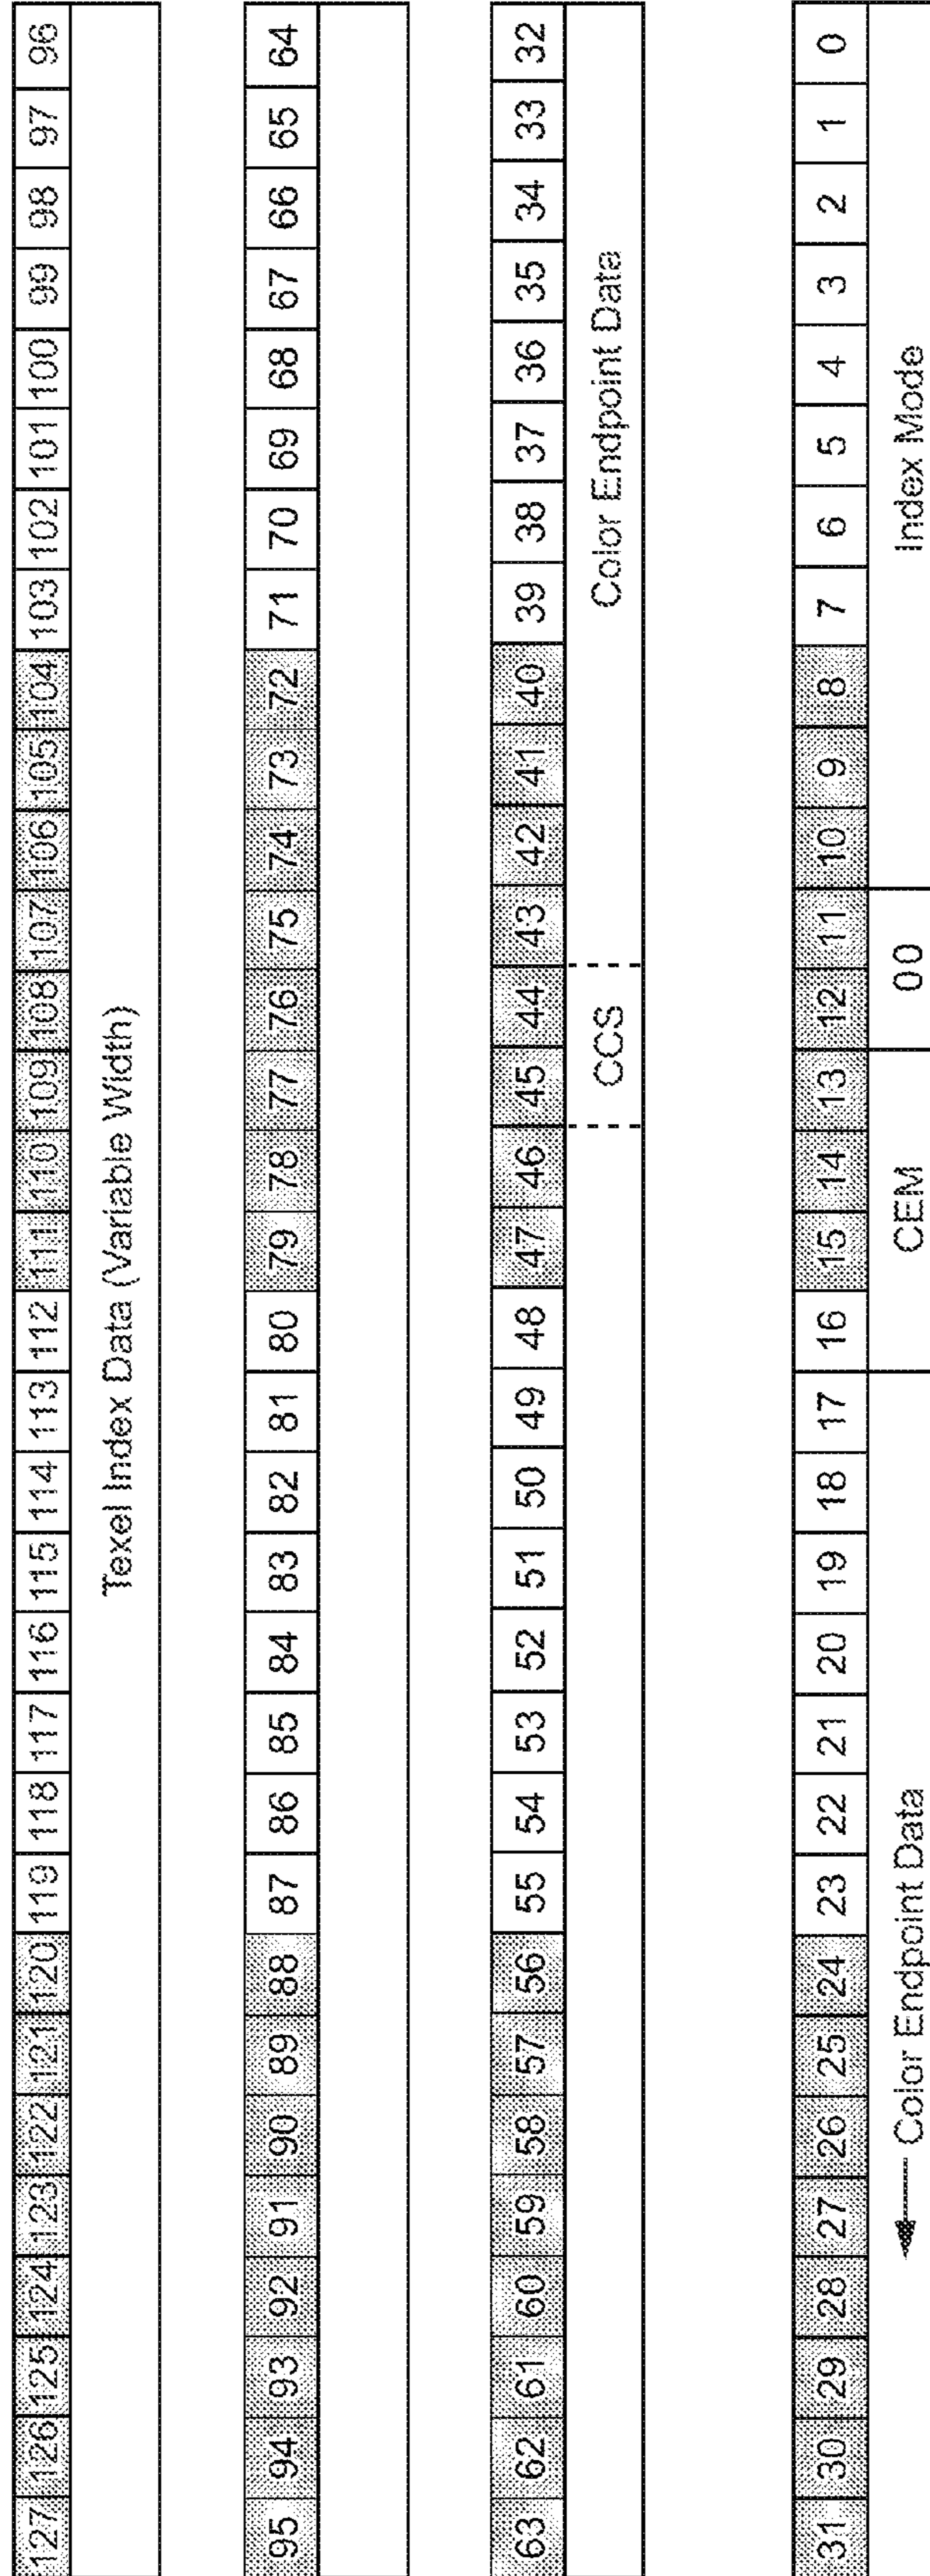 127 126 125 124 123 122 121 120 119 118 117 116 115 114 113 112 111 110 109 108 107 106 105 104 103 102 101 100 99 98 97 96
Texel Index Data (Variable Width)
95 94 93 92 91 90 89 88 87 86 85 84 83 82 81 80 79 78 77 76 75 74 73 72 71 70 69 68 67 66 65 64
63 62 61 60 59 58 57 56 55 54 53 52 51 50 49 48 47 46 45 44 43 42 41 40 39 38 37 36 35 34 33 32
CCS Color Endpoint Data
31 30 29 28 27 26 25 24 23 22 21 20 19 18 17 16 15 14 13 12 11 10 9 8 7 6 5 4 3 2 1 0
Color Endpoint Data CEM 00 Index Mode